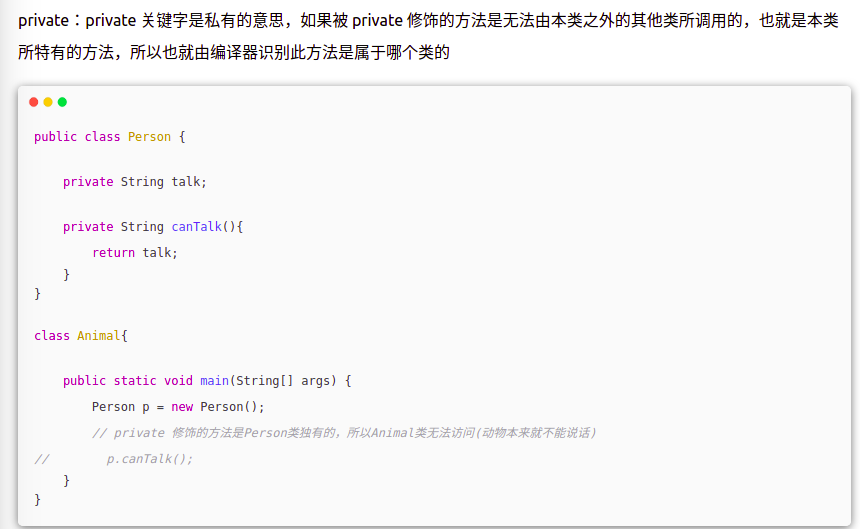 private：private 关键字是私有的意思，如果被 private 修饰的方法是无法由本类之外的其他类所调用的，也就是本类
所特有的方法，所以也就由编译器识别此方法是属于哪个类的
public class Person {
    private String talk;
    private String canTalk(){
        return talk;
    }
}
class Animal{
    public static void main(String[] args) {
        Person p = new Person();
        // private 修饰的方法是Person类独有的，所以Animal类无法访问(动物本来就不能说话)
//        p.canTalk();
    }
}